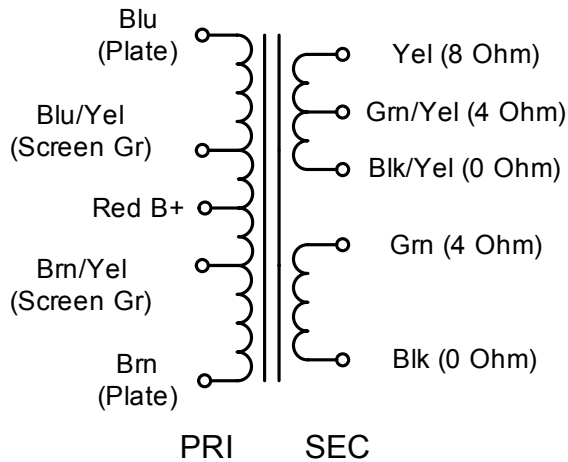 Blu
(Plate)
Blu/Yel
(Screen Gr)
Red B+
Brn/Yel
(Screen Gr)
Brn
(Plate)
Yel (8 Ohm)
Grn/Yel (4 Ohm)
Blk/Yel (0 Ohm)
Grn (4 Ohm)
Blk (0 Ohm)
PRI
SEC